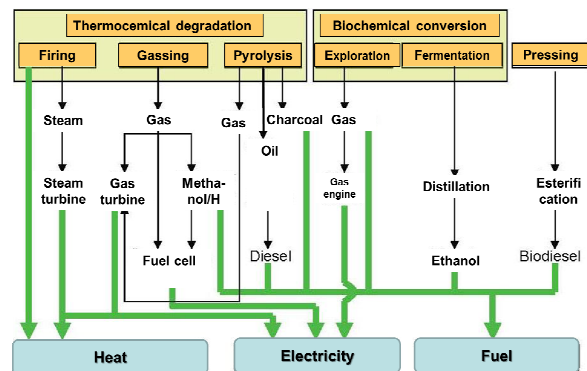 Thermocemical degradation
Biochemical conversion
Firing
Gassing
Pyrolysis
Exploration
Fermentation
Pressing
Steam
Gas
Gas
Charcoal
Gas
Oil
Steam
turbine
Gas
turbine
Metha-
nol/H
Gas
engine
Distillation
Esterifi
cation
Fuel cell
Diesel
Ethanol
Biodiesel
Heat
Electricity
Fuel